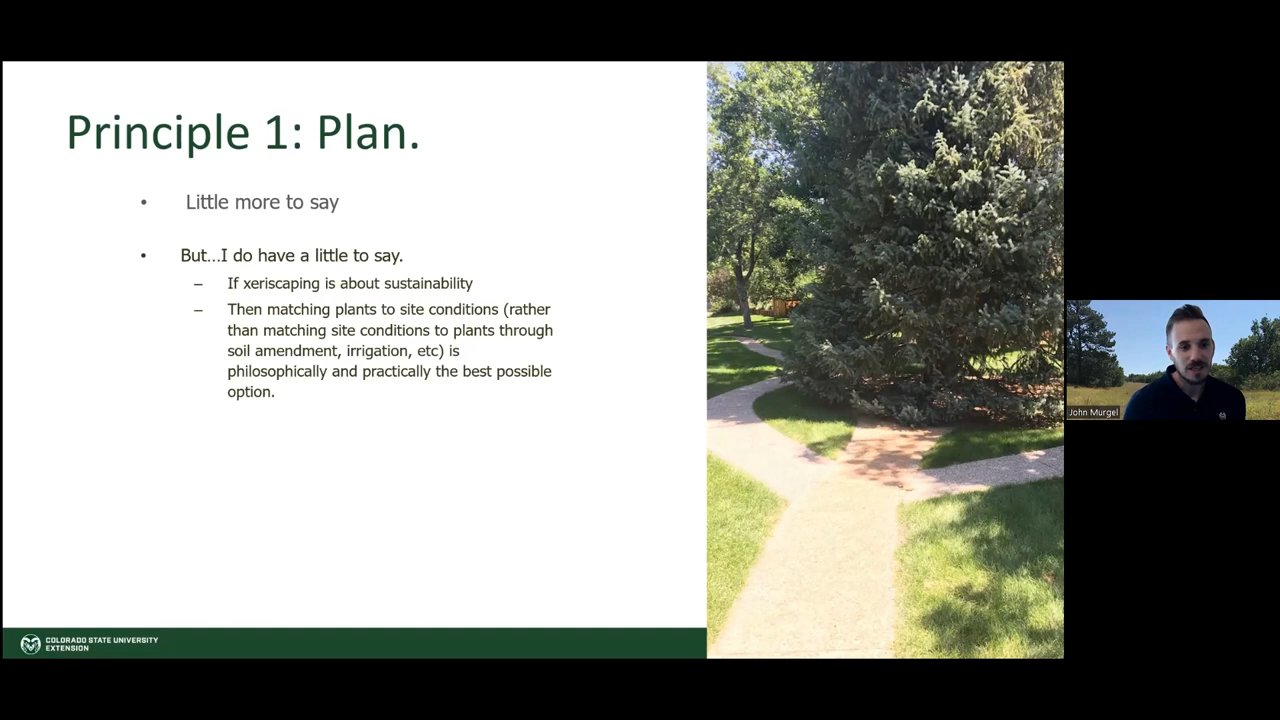 Principle 1: Plan.
• Little more to say
• But...I do have a little to say.
– If xeriscaping is about sustainability
– Then matching plants to site conditions (rather
than matching site conditions to plants through
soil amendment, irrigation, etc) is
philosophically and practically the best possible
option.
COLORADO STATE UNIVERSITY
EXTENSION
John Murgel